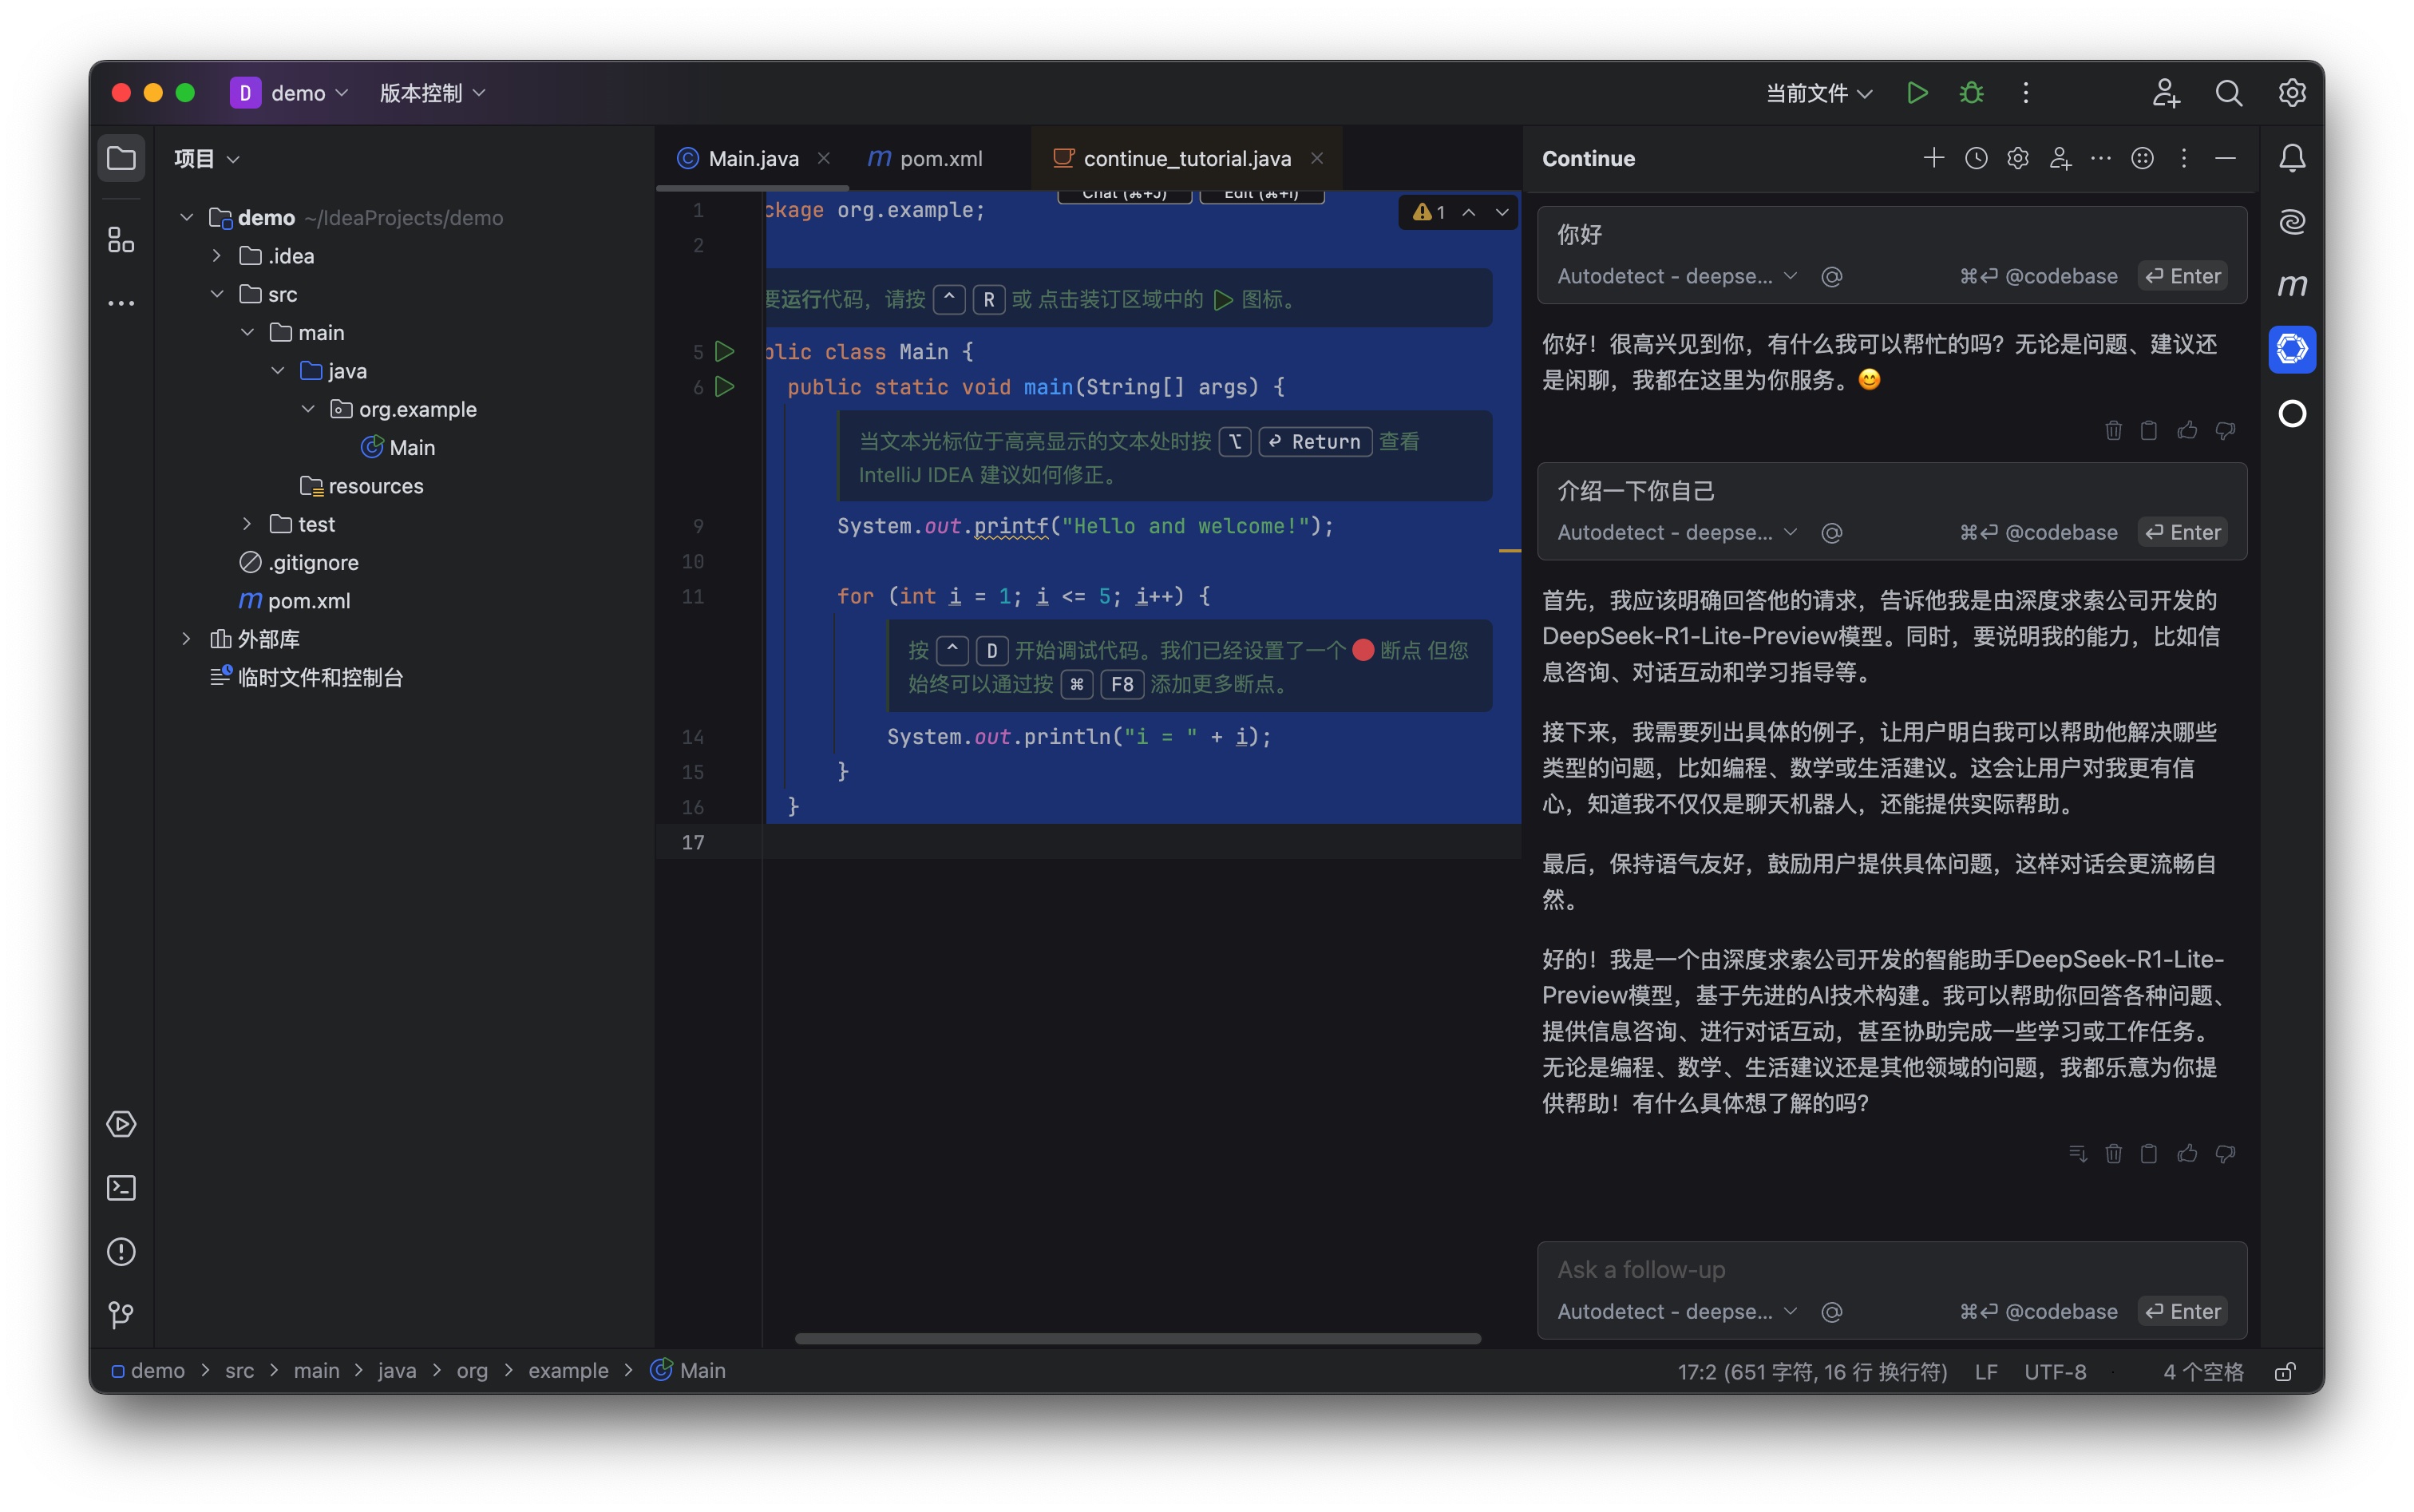 D demo 版本控制 当前文件
项目
demo ~/IdeaProjects/demo
.idea
src
main
java
org.example
Main
resources
test
.gitignore
m pom.xml
外部库
临时文件和控制台
Main.java
m pom.xml
continue_tutorial.java
Chat (⌘+J) Edit (⌘+I)
1
1 ckage org.example;
2
要运行代码，请按 ^ R 或 点击装订区域中的 图标。
5 blic class Main {
6 public static void main(String[] args) {
当文本光标位于高亮显示的文本处时按 ⌥ ⏎ Return 查看
IntelliJ IDEA 建议如何修正。
9 System.out.printf("Hello and welcome!");
10
11 for (int i = 1; i <= 5; i++) {
按 ^ D 开始调试代码。我们已经设置了一个 断点 但您
始终可以通过按 ⌘ F8 添加更多断点。
14 System.out.println("i = " + i);
15 }
16 }
17
Continue
你好
Autodetect - deepse... @ ⌘⏎ @codebase ⏎ Enter
你好！很高兴见到你，有什么我可以帮忙的吗？无论是问题、建议还
是闲聊，我都在这里为你服务。😊
介绍一下你自己
Autodetect - deepse... @ ⌘⏎ @codebase ⏎ Enter
首先，我应该明确回答他的请求，告诉他我是由深度求索公司开发的
DeepSeek-R1-Lite-Preview模型。同时，要说明我的能力，比如信
息咨询、对话互动和学习指导等。
接下来，我需要列出具体的例子，让用户明白我可以帮助他解决哪些
类型的问题，比如编程、数学或生活建议。这会让用户对我更有信
心，知道我不仅仅是聊天机器人，还能提供实际帮助。
最后，保持语气友好，鼓励用户提供具体问题，这样对话会更流畅自
然。
好的！我是一个由深度求索公司开发的智能助手DeepSeek-R1-Lite-
Preview模型，基于先进的AI技术构建。我可以帮助你回答各种问题、
提供信息咨询、进行对话互动，甚至协助完成一些学习或工作任务。
无论是编程、数学、生活建议还是其他领域的问题，我都乐意为你提
供帮助！有什么具体想了解的吗？
Ask a follow-up
Autodetect - deepse... @ ⌘⏎ @codebase ⏎ Enter
m
demo > src > main > java > org > example > Main
17:2 (651 字符, 16 行 换行符) LF UTF-8 4 个空格